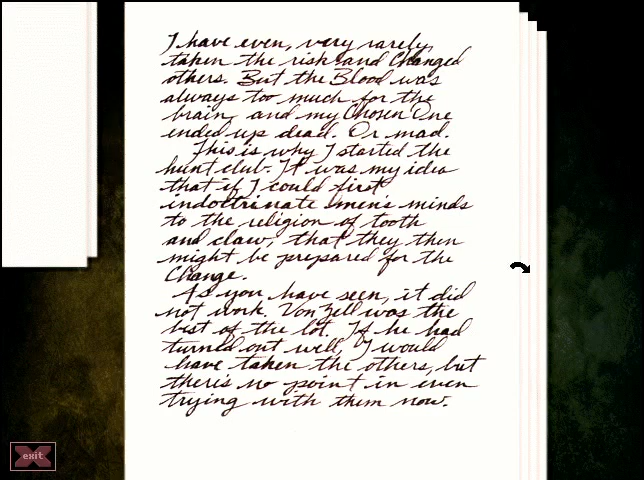 I have even, very rarely,
taken the risk and Changed
others. But the Blood was
always too much for the
brain, and my Chosen One
ended up dead. Or mad.
This is why I started the
hunt club. It was my idea
that if I could first
indoctrinate men's minds
to the religion of tooth
and claw, that they then
might be prepared for the
Change.
As you have seen, it did
not work. Von Zell was the
best of the lot. If he had
turned out well, I would
have taken the others, but
there's no point in even
trying with them now.
exit